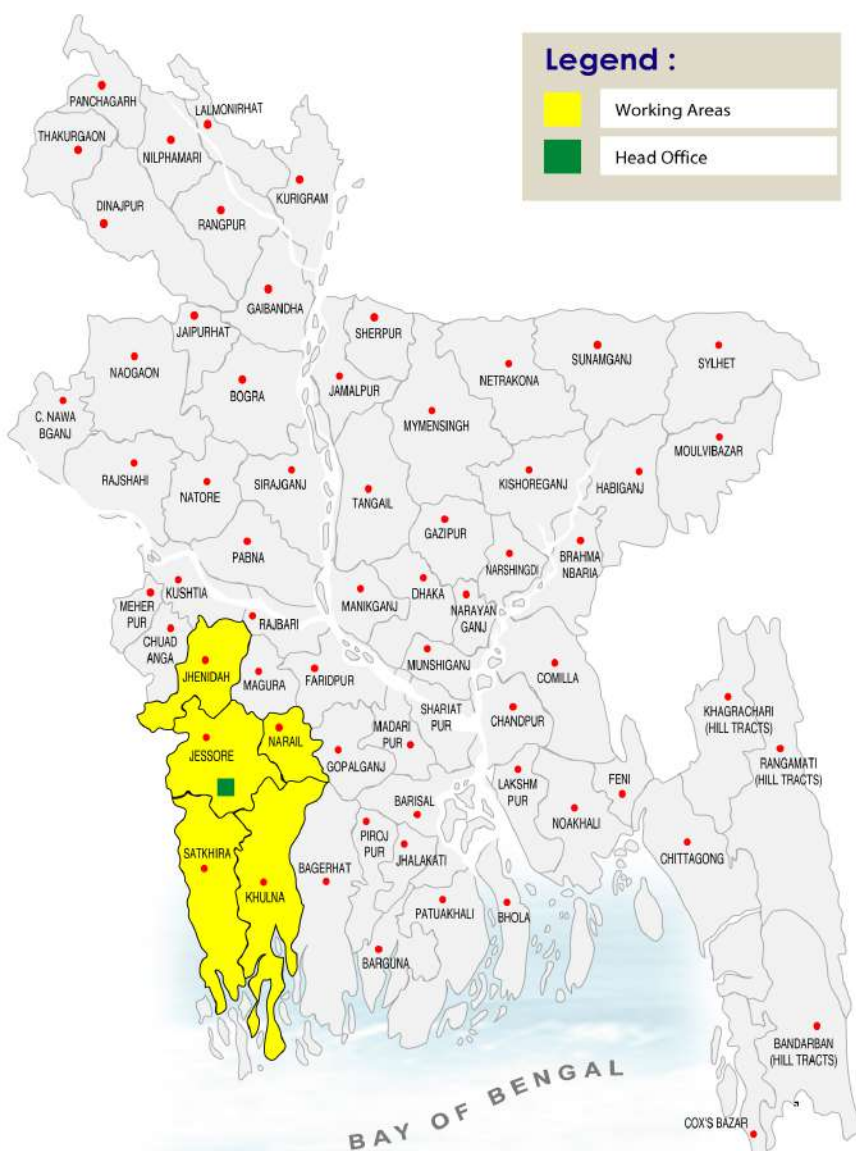 Legend :
Working Areas
Head Office
PANCHAGARH
LALMONIRHAT
THAKURGAON
NILPHAMARI
KURIGRAM
DINAJPUR
RANGPUR
GAIBANDHA
JAIPURHAT
SHERPUR
SUNAMGANJ
SYLHET
NAOGAON
NETRAKONA
BOGRA
JAMALPUR
MYMENSINGH
C. NAWA
BGANJ
MOULVIBAZAR
RAJSHAHI
NATORE
SIRAJGANJ
KISHOREGANJ
HABIGANJ
TANGAIL
GAZIPUR
PABNA
NARSHINGDI
BRAHMA
NBARIA
KUSHTIA
MEHER
PUR
MANIKGANJ
DHAKA
NARAYAN
GANJ
RAJBARI
CHUAD
ANGA
MUNSHIGANJ
JHENIDAH
MAGURA
FARIDPUR
COMILLA
KHAGRACHARI
(HILL TRACTS)
SHARIAT
PUR
CHANDPUR
MADARI
PUR
NARAIL
JESSORE
GOPALGANJ
RANGAMATI
(HILL TRACTS)
LAKSHM
PUR
FENI
BARISAL
NOAKHALI
PIROJ
PUR
JHALAKATI
CHITTAGONG
SATKHIRA
BAGERHAT
KHULNA
PATUAKHALI
BHOLA
BARGUNA
BANDARBAN
(HILL TRACTS)
BAY OF BENGAL
COX'S BAZAR